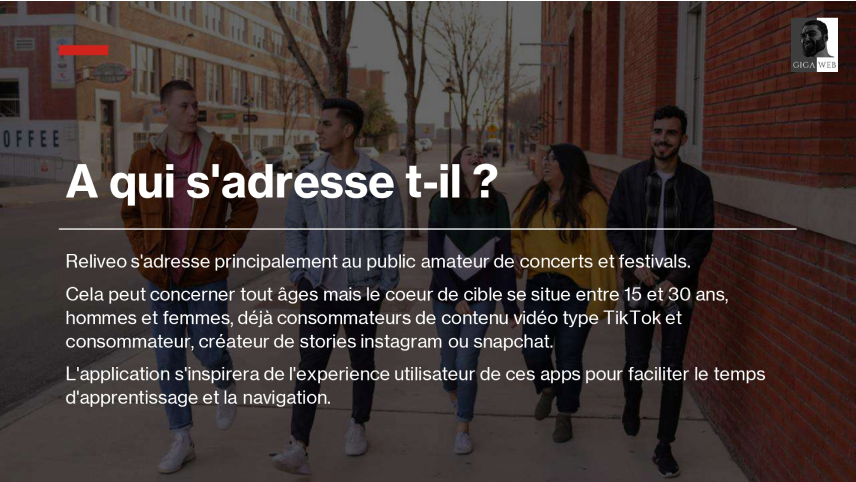 OFFEE
GIGA WEB
A qui s'adresse t-il ?
Reliveo s'adresse principalement au public amateur de concerts et festivals.
Cela peut concerner tout âges mais le coeur de cible se situe entre 15 et 30 ans,
hommes et femmes, déjà consommateurs de contenu vidéo type TikTok et
consommateur, créateur de stories instagram ou snapchat.
L'application s'inspirera de l'experience utilisateur de ces apps pour faciliter le temps
d'apprentissage et la navigation.